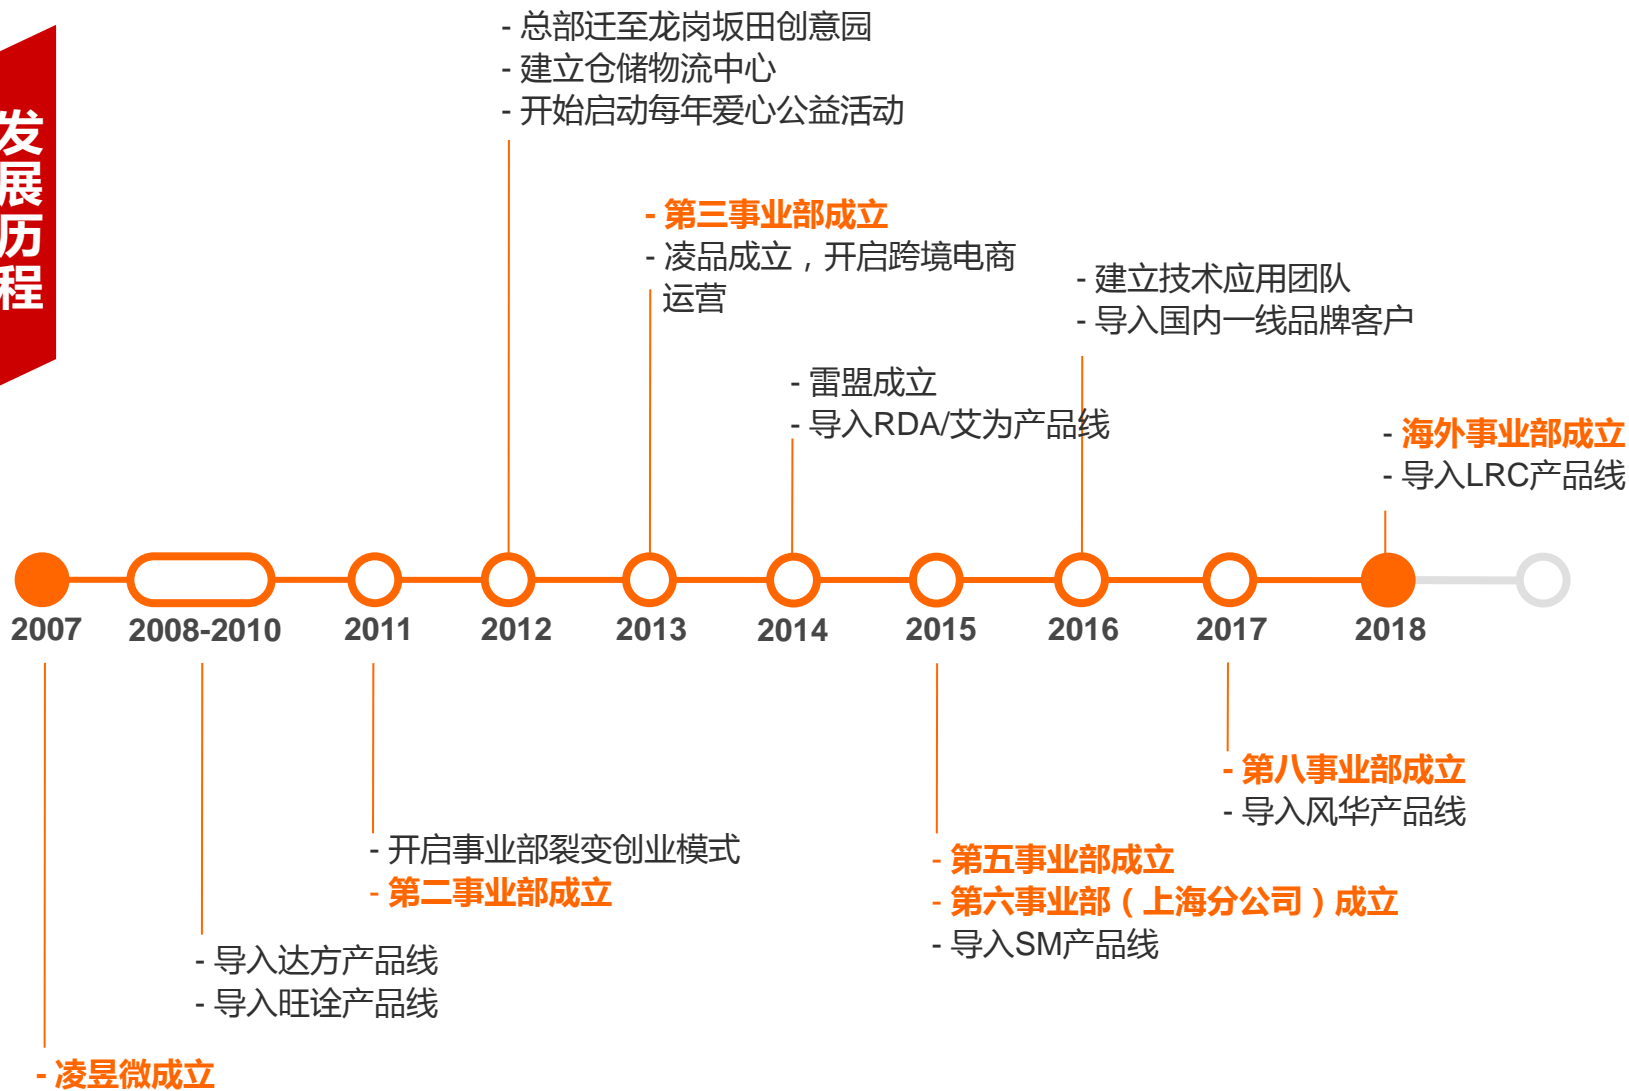 发展历程
- 总部迁至龙岗坂田创意园
- 建立仓储物流中心
- 开始启动每年爱心公益活动
- 第三事业部成立
- 凌品成立，开启跨境电商
运营
- 建立技术应用团队
- 导入国内一线品牌客户
- 雷盟成立
- 导入RDA/艾为产品线
- 海外事业部成立
- 导入LRC产品线
2007
2008-2010
2011
2012
2013
2014
2015
2016
2017
2018
- 第八事业部成立
- 导入风华产品线
- 开启事业部裂变创业模式
- 第二事业部成立
- 第五事业部成立
- 第六事业部（上海分公司）成立
- 导入SM产品线
- 导入达方产品线
- 导入旺诠产品线
- 凌昱微成立